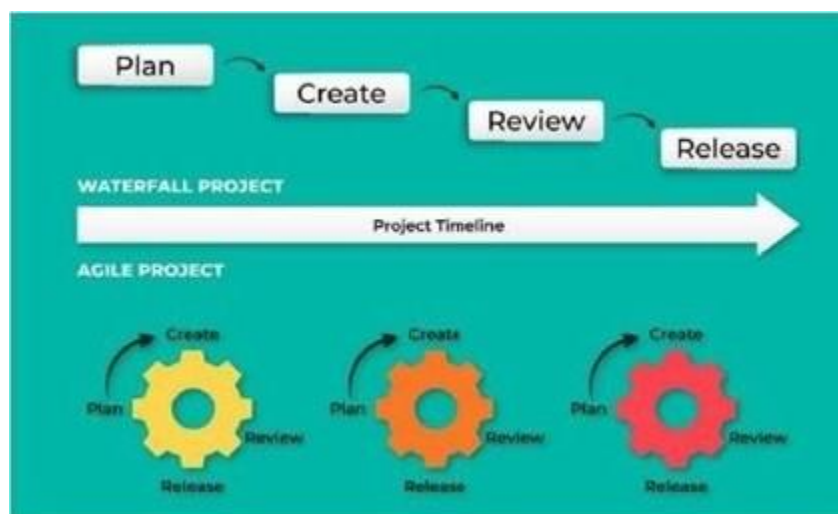 Plan
Create
Review
Release
WATERFALL PROJECT
Project Timeline
AGILE PROJECT
Create
Plan
Review
Release
Create
Plan
Review
Release
Create
Plan
Review
Release